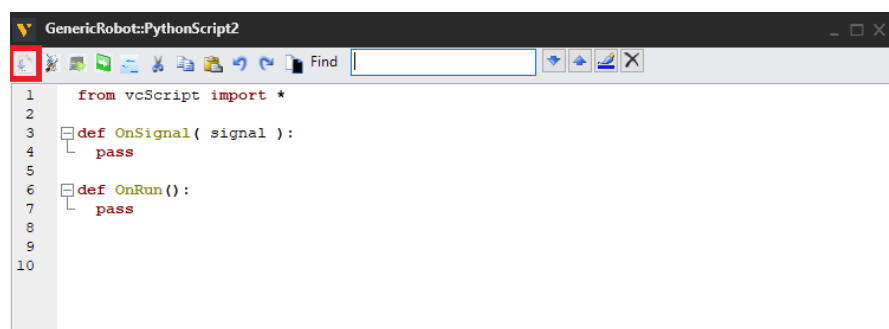 GenericRobot::PythonScript2
Find
1 from vcScript import *
2
3 def OnSignal( signal ):
4 pass
5
6 def OnRun():
7 pass
8
9
10